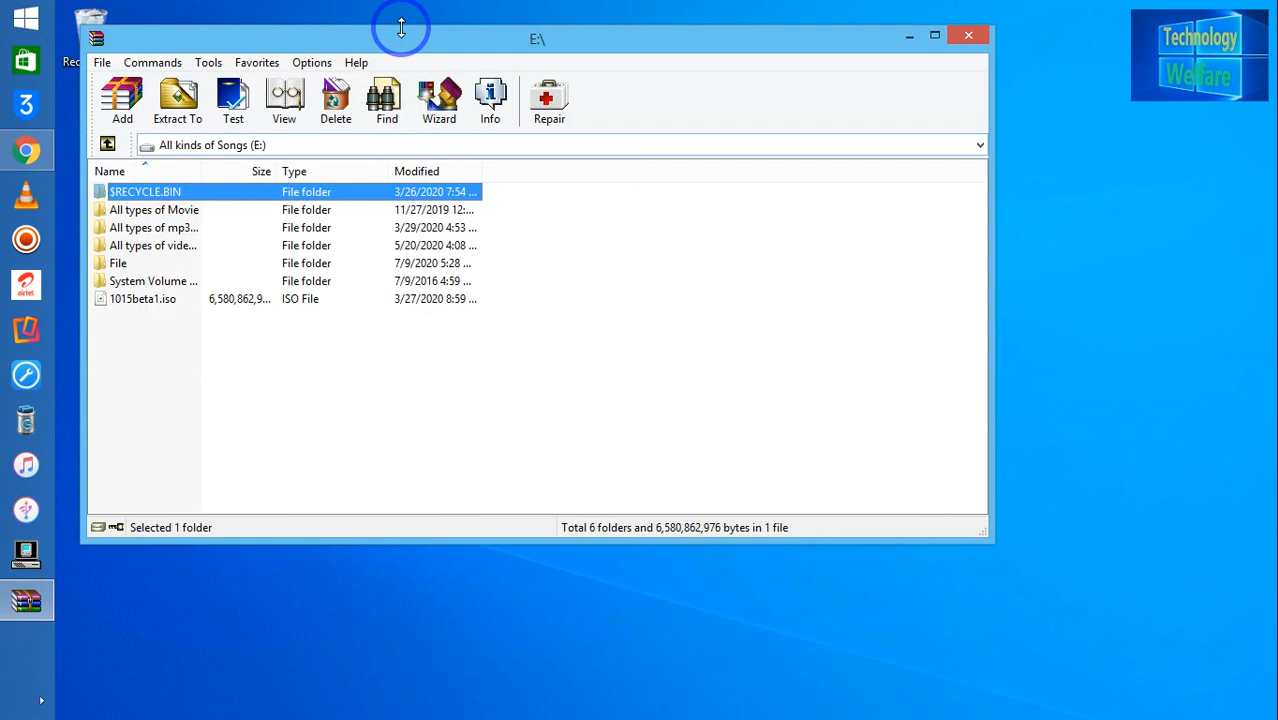 Rec
E:\
Technology
Welfare
File Commands Tools Favorites Options Help
Add Extract To Test View Delete Find Wizard Info Repair
All kinds of Songs (E:)
Name Size Type Modified
$RECYCLE.BIN File folder 3/26/2020 7:54 ...
All types of Movie File folder 11/27/2019 12:...
All types of mp3... File folder 3/29/2020 4:53 ...
All types of vide... File folder 5/20/2020 4:08 ...
File File folder 7/9/2020 5:28 ...
System Volume ... File folder 7/9/2016 4:59 ...
1015beta1.iso 6,580,862,9... ISO File 3/27/2020 8:59 ...
Selected 1 folder Total 6 folders and 6,580,862,976 bytes in 1 file
3
airtel